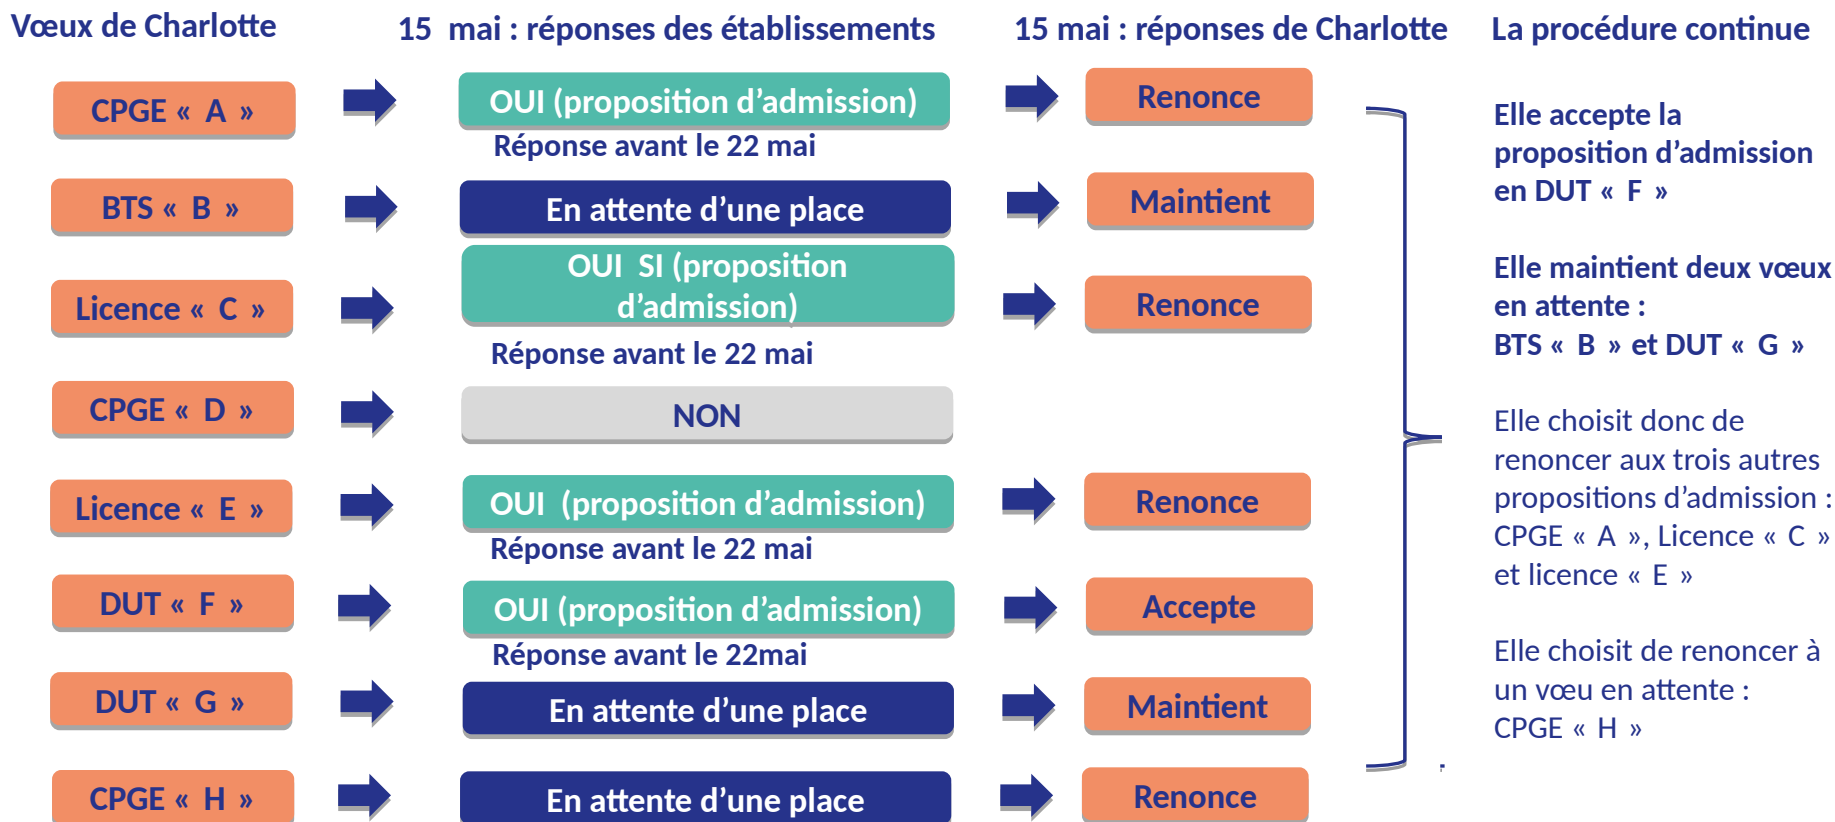 Vœux de Charlotte
15 mai : réponses des établissements
15 mai : réponses de Charlotte
La procédure continue
CPGE « A »
OUI (proposition d’admission)
Réponse avant le 22 mai
Renonce
BTS « B »
En attente d’une place
Maintient
Licence « C »
OUI SI (proposition
d’admission)
Réponse avant le 22 mai
Renonce
CPGE « D »
NON
Licence « E »
OUI (proposition d’admission)
Réponse avant le 22 mai
Renonce
DUT « F »
OUI (proposition d’admission)
Réponse avant le 22mai
Accepte
DUT « G »
En attente d’une place
Maintient
CPGE « H »
En attente d’une place
Renonce
Elle accepte la
proposition d’admission
en DUT « F »
Elle maintient deux vœux
en attente :
BTS « B » et DUT « G »
Elle choisit donc de
renoncer aux trois autres
propositions d’admission :
CPGE « A », Licence « C »
et licence « E »
Elle choisit de renoncer à
un vœu en attente :
CPGE « H »